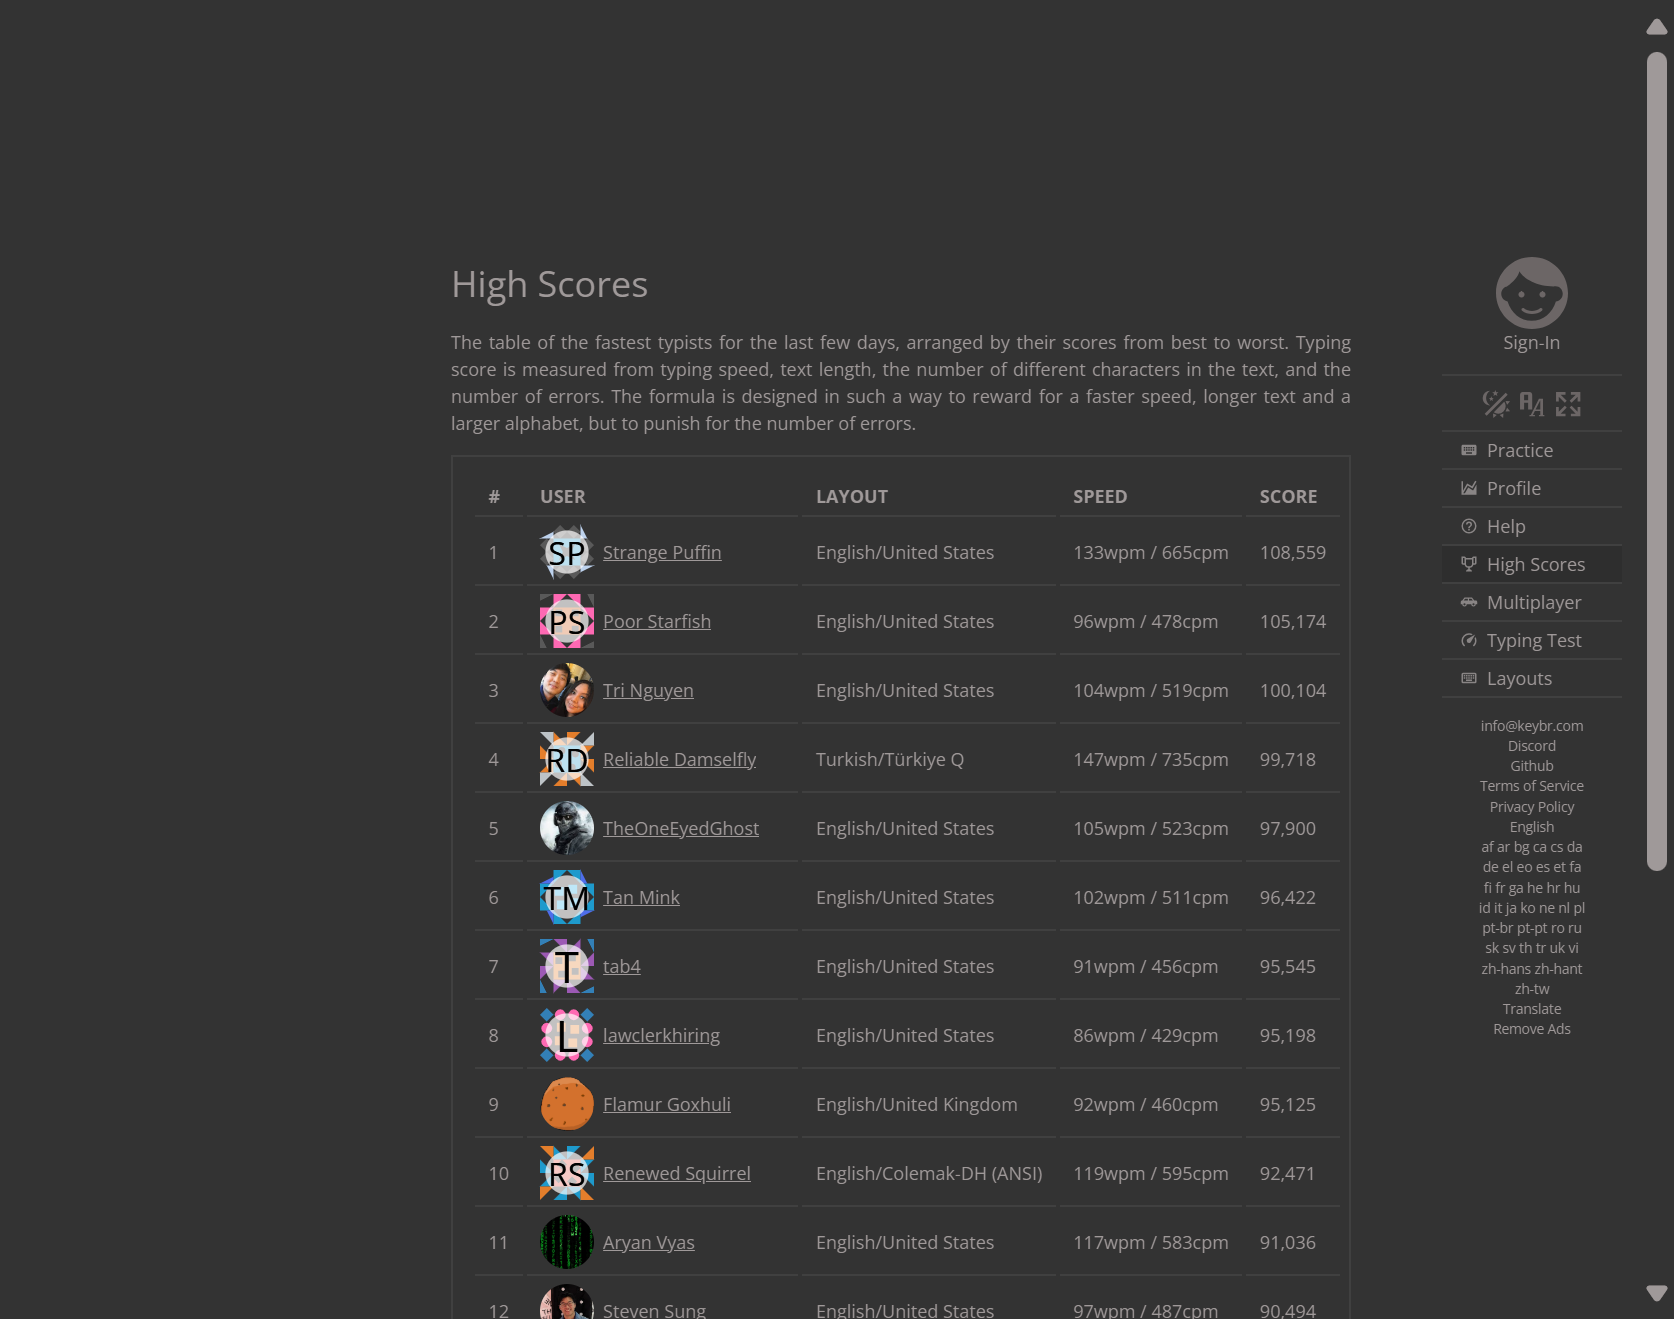 High Scores
The table of the fastest typists for the last few days, arranged by their scores from best to worst. Typing
score is measured from typing speed, text length, the number of different characters in the text, and the
number of errors. The formula is designed in such a way to reward for a faster speed, longer text and a
larger alphabet, but to punish for the number of errors.
# USER LAYOUT SPEED SCORE
1 SP Strange Puffin English/United States 133wpm / 665cpm 108,559
2 PS Poor Starfish English/United States 96wpm / 478cpm 105,174
3 Tri Nguyen English/United States 104wpm / 519cpm 100,104
4 RD Reliable Damselfly Turkish/Türkiye Q 147wpm / 735cpm 99,718
5 TheOneEyedGhost English/United States 105wpm / 523cpm 97,900
6 TM Tan Mink English/United States 102wpm / 511cpm 96,422
7 T tab4 English/United States 91wpm / 456cpm 95,545
8 L lawclerkhiring English/United States 86wpm / 429cpm 95,198
9 Flamur Goxhuli English/United Kingdom 92wpm / 460cpm 95,125
10 RS Renewed Squirrel English/Colemak-DH (ANSI) 119wpm / 595cpm 92,471
11 Aryan Vyas English/United States 117wpm / 583cpm 91,036
12 Steven Sung English/United States 97wpm / 487cpm 90,494
Sign-In
Practice
Profile
Help
High Scores
Multiplayer
Typing Test
Layouts
info@keybr.com
Discord
Github
Terms of Service
Privacy Policy
English
af ar bg ca cs da
de el eo es et fa
fi fr ga he hr hu
id it ja ko ne nl pl
pt-br pt-pt ro ru
sk sv th tr uk vi
zh-hans zh-hant
zh-tw
Translate
Remove Ads